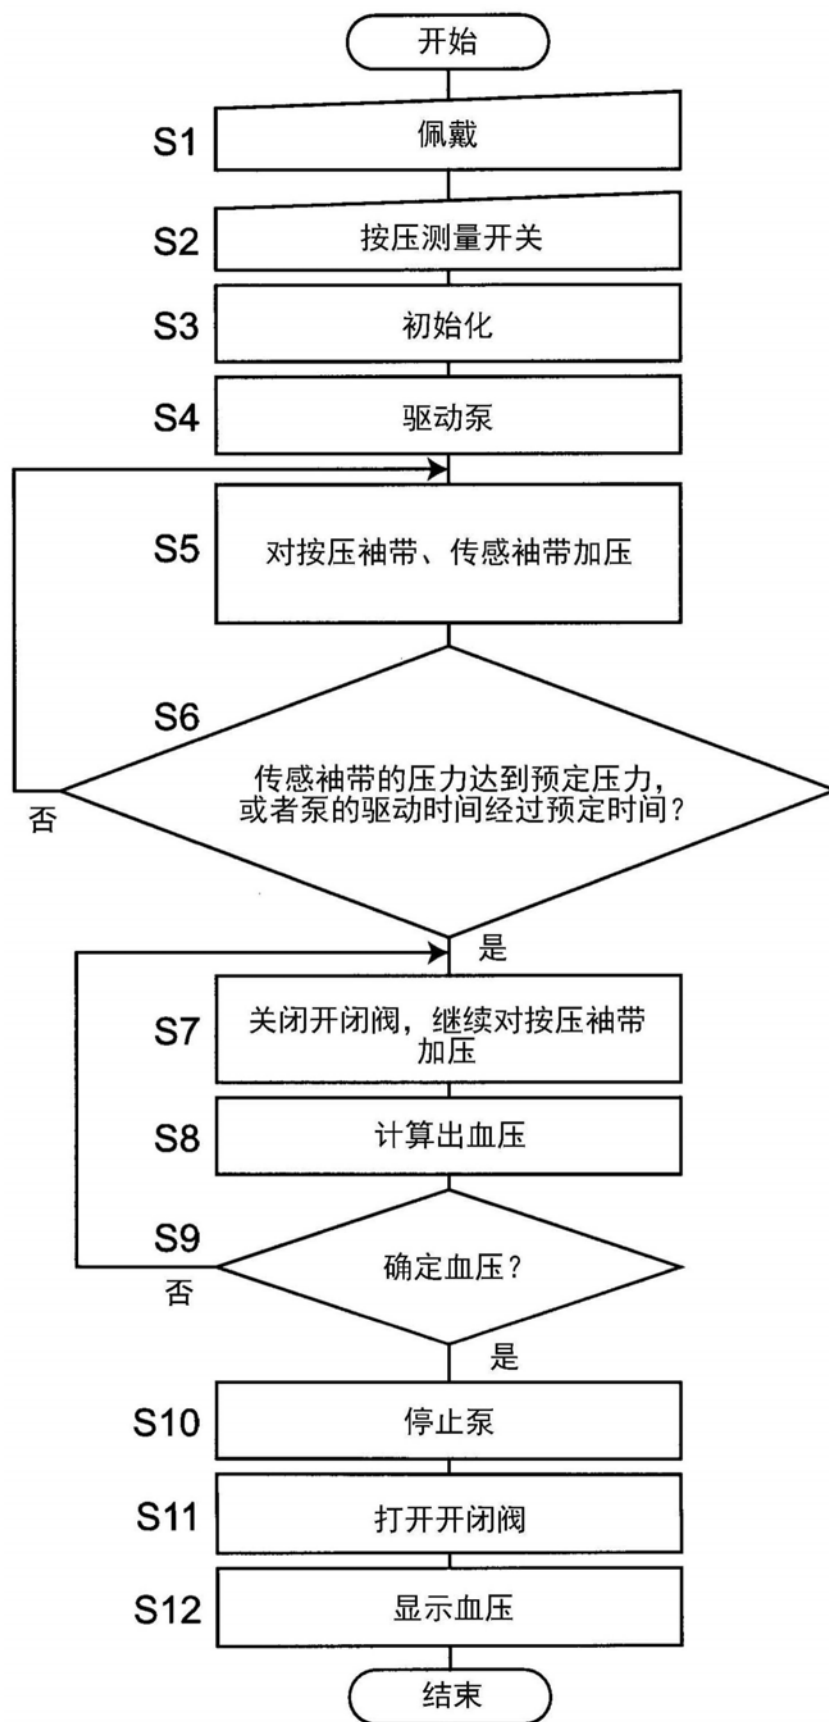 开始
S1
佩戴
S2
按压测量开关
S3
初始化
S4
驱动泵
S5
对按压袖带、传感袖带加压
S6
传感袖带的压力达到预定压力,
或者泵的驱动时间经过预定时间?
否
是
S7
关闭开闭阀，继续对按压袖带
加压
S8
计算出血压
S9
确定血压?
否
是
S10
停止泵
S11
打开开闭阀
S12
显示血压
结束